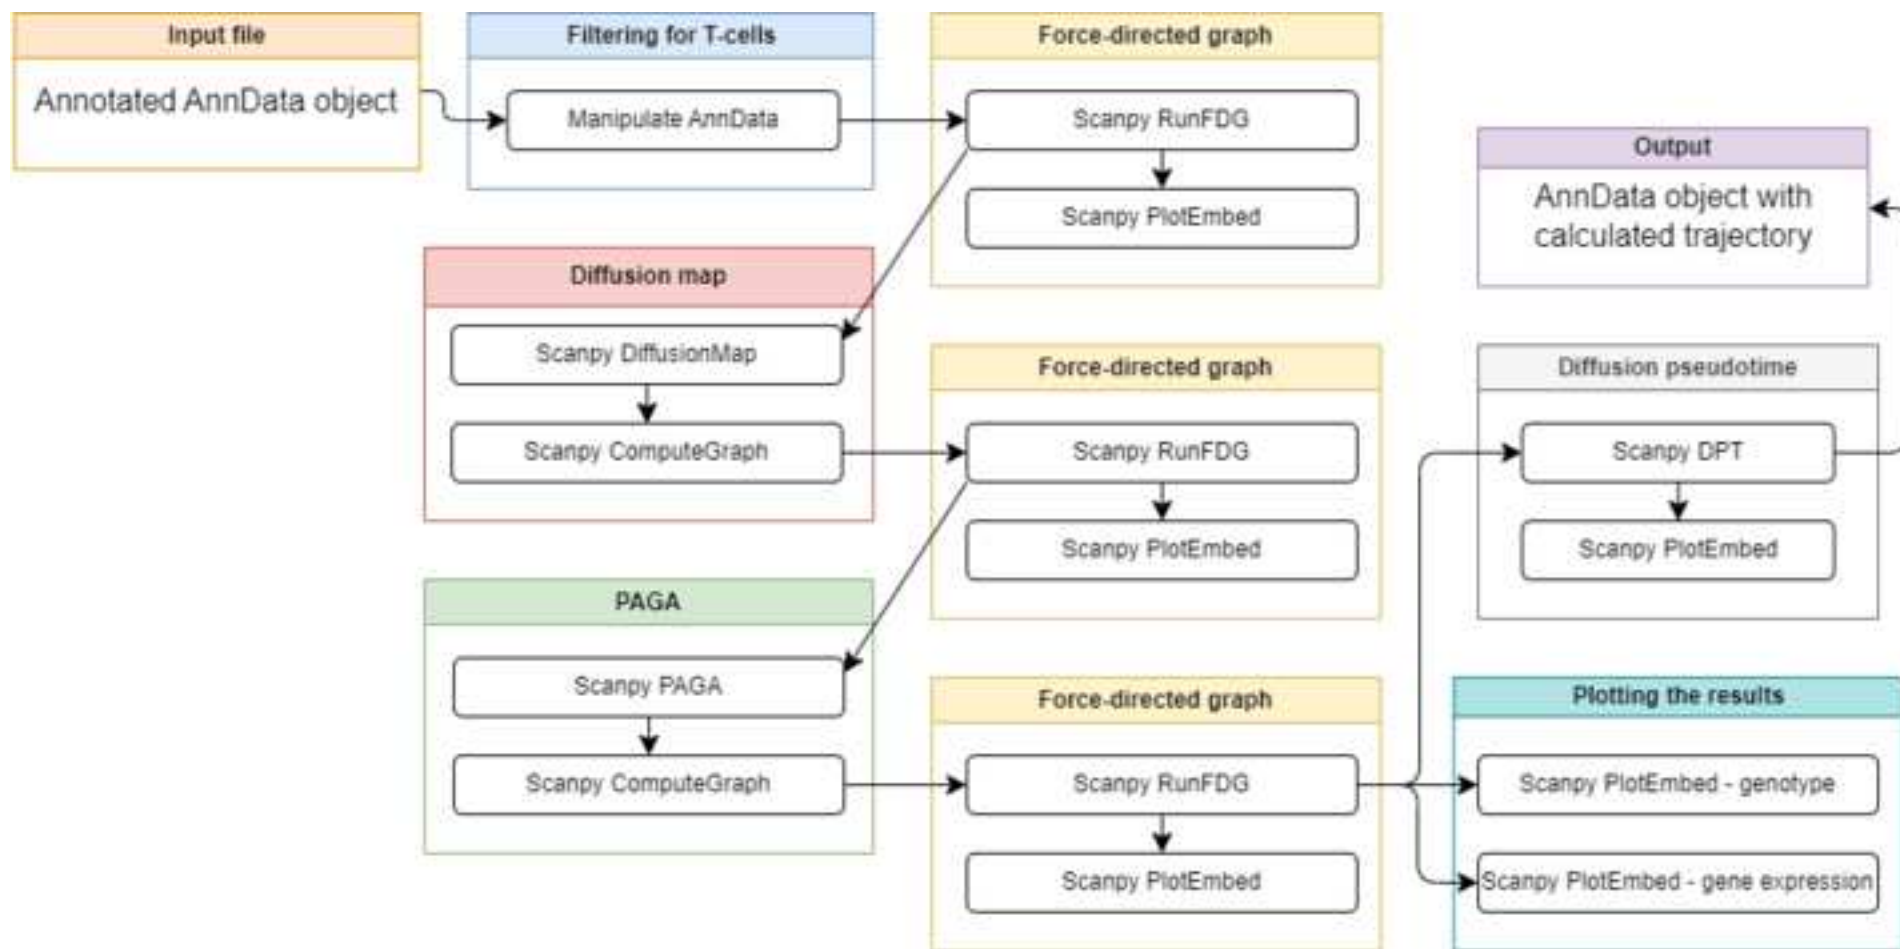 Input file
Annotated AnnData object
Filtering for T-cells
Manipulate AnnData
Force-directed graph
Scanpy RunFDG
Scanpy PlotEmbed
Diffusion map
Scanpy DiffusionMap
Scanpy ComputeGraph
Force-directed graph
Scanpy RunFDG
Scanpy PlotEmbed
PAGA
Scanpy PAGA
Scanpy ComputeGraph
Force-directed graph
Scanpy RunFDG
Scanpy PlotEmbed
Output
AnnData object with
calculated trajectory
Diffusion pseudotime
Scanpy DPT
Scanpy PlotEmbed
Plotting the results
Scanpy PlotEmbed - genotype
Scanpy PlotEmbed - gene expression